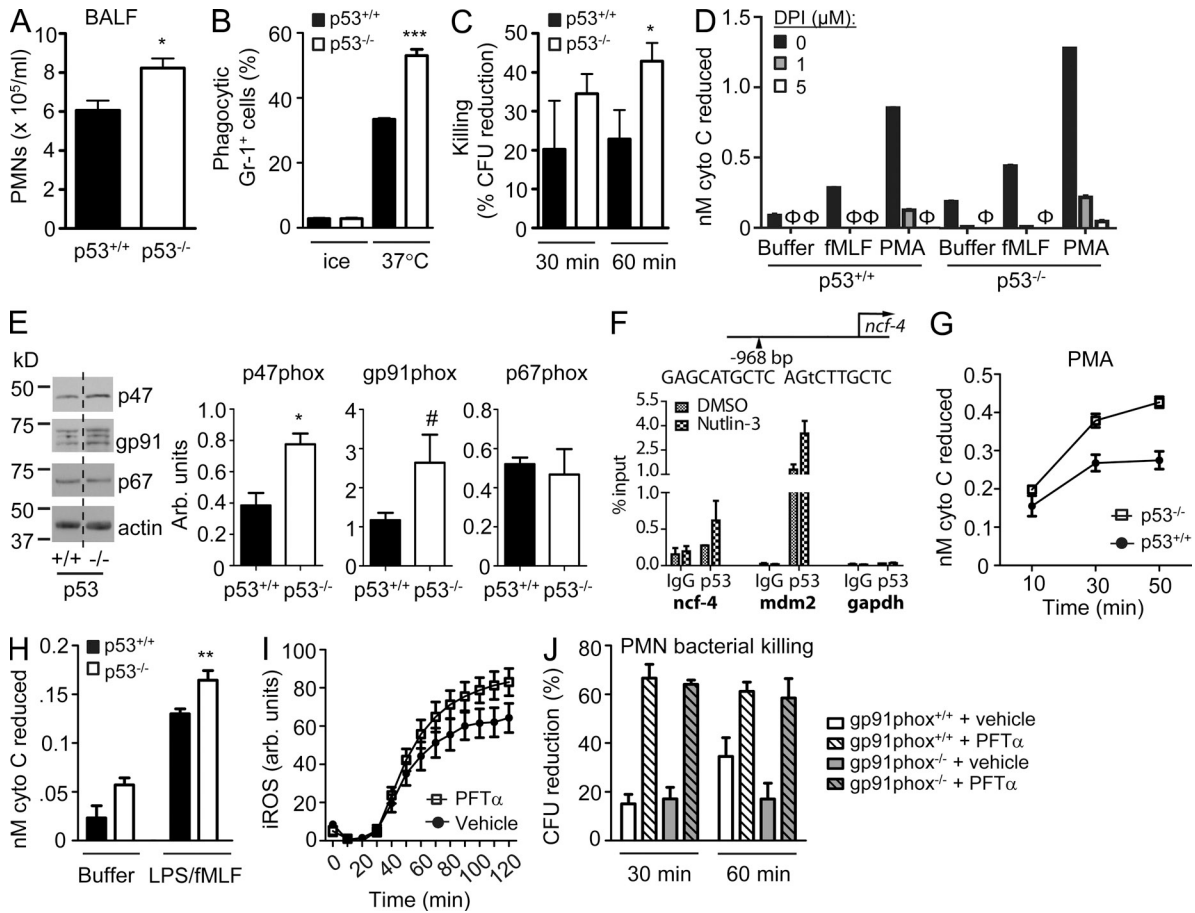 A
BALF
PMNs (x 10⁵/ml)
10
8
6
4
2
0
*
p53+/+ p53-/-
B
p53+/+
p53-/-
Phagocytic
Gr-1+ cells (%)
60
40
20
0
***
ice 37°C
C
p53+/+
p53-/-
Killing
(% CFU reduction)
50
40
30
20
10
0
*
30 min 60 min
D
DPI (µM):
0
1
5
nM cyto C reduced
1.5
1.0
0.5
0
Φ Φ Φ Φ Φ Φ Φ
Buffer fMLF PMA Buffer fMLF PMA
p53+/+ p53-/-
E
kD
50
75
75
50
37
p47
gp91
p67
actin
+/+ -/-
p53
Arb. units
p47phox
1.0
0.8
0.6
0.4
0.2
0
*
p53+/+ p53-/-
gp91phox
4
3
2
1
0
#
p53+/+ p53-/-
p67phox
0.8
0.6
0.4
0.2
0
p53+/+ p53-/-
F
ncf-4
-968 bp
GAGCATGCTC AGtCTTGCTC
DMSO
Nutlin-3
%input
5.5
4.0
2.5
1.0
1.0
0.5
0
IgG p53 IgG p53 IgG p53
ncf-4 mdm2 gapdh
G
PMA
nM cyto C reduced
0.5
0.4
0.3
0.2
0.1
p53-/-
p53+/+
10 30 50
Time (min)
H
p53+/+
p53-/-
nM cyto C reduced
0.2
0.15
0.1
.05
0
**
Buffer LPS/fMLF
I
iROS (arb. units)
100
80
60
40
20
0
PFTα
Vehicle
0 20 40 60 80 100 120
Time (min)
J
PMN bacterial killing
CFU reduction (%)
80
60
40
20
0
30 min 60 min
gp91phox+/+ + vehicle
gp91phox+/+ + PFTα
gp91phox-/- + vehicle
gp91phox-/- + PFTα